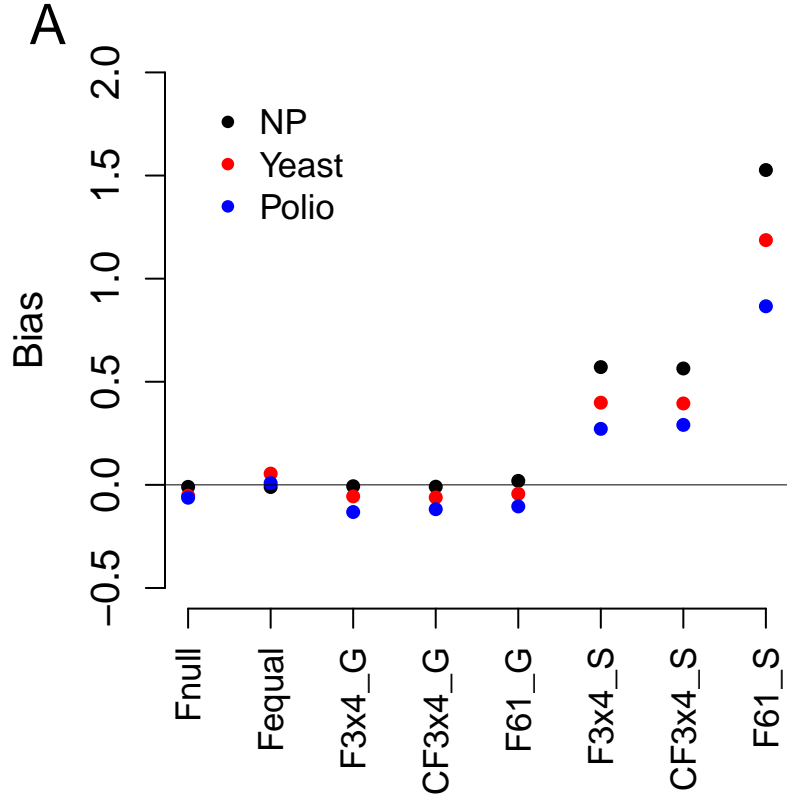 A
NP
Yeast
Polio
Bias
2.0
1.5
1.0
0.5
0.0
−0.5
Fnull
Fequal
F3x4_G
CF3x4_G
F61_G
F3x4_S
CF3x4_S
F61_S